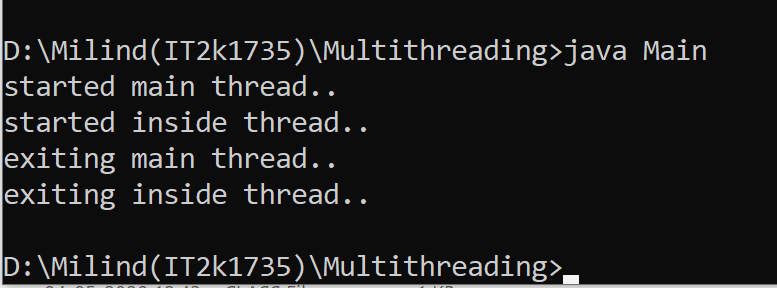 D:\Milind(IT2k1735)\Multithreading>java Main
started main thread..
started inside thread..
exiting main thread..
exiting inside thread..
D:\Milind(IT2k1735)\Multithreading>